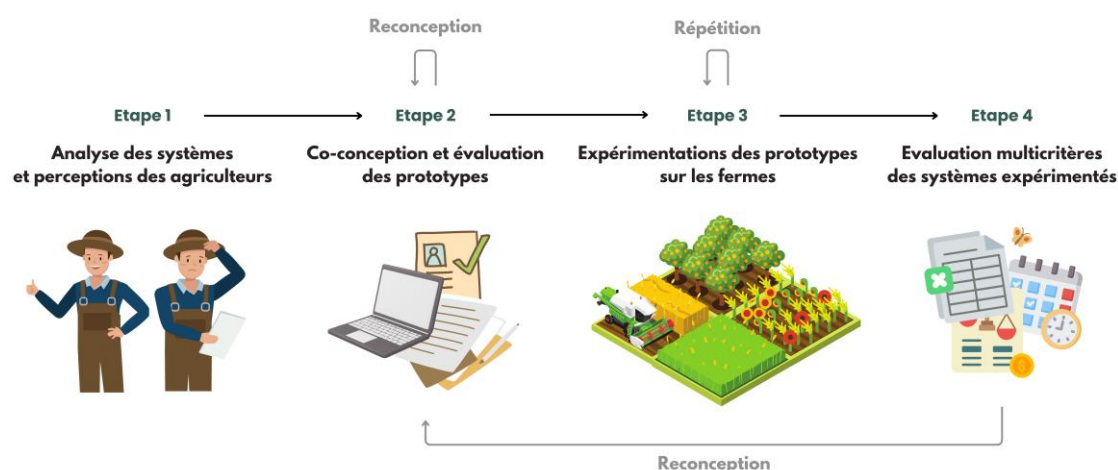 Reconception
Répétition
Etape 1
Etape 2
Etape 3
Etape 4
Analyse des systèmes
et perceptions des agriculteurs
Co-conception et évaluation
des prototypes
Expérimentations des prototypes
sur les fermes
Evaluation multicritères
des systèmes expérimentés
Reconception